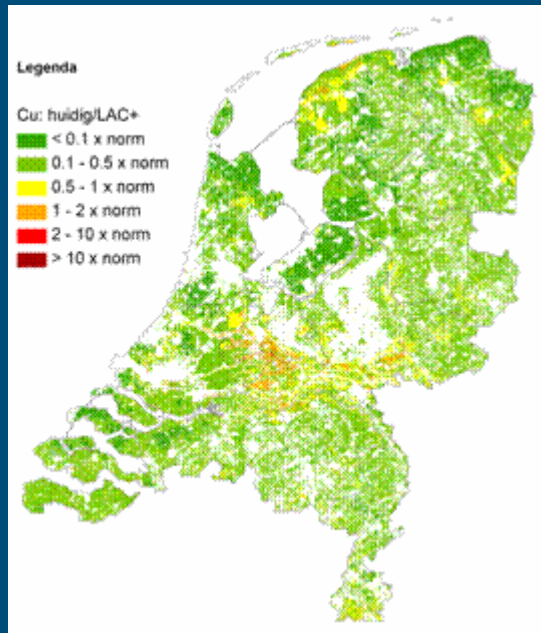 Legenda
Cu: huidig/LAC+
< 0.1 x norm
0.1 - 0.5 x norm
0.5 - 1 x norm
1 - 2 x norm
2 - 10 x norm
> 10 x norm